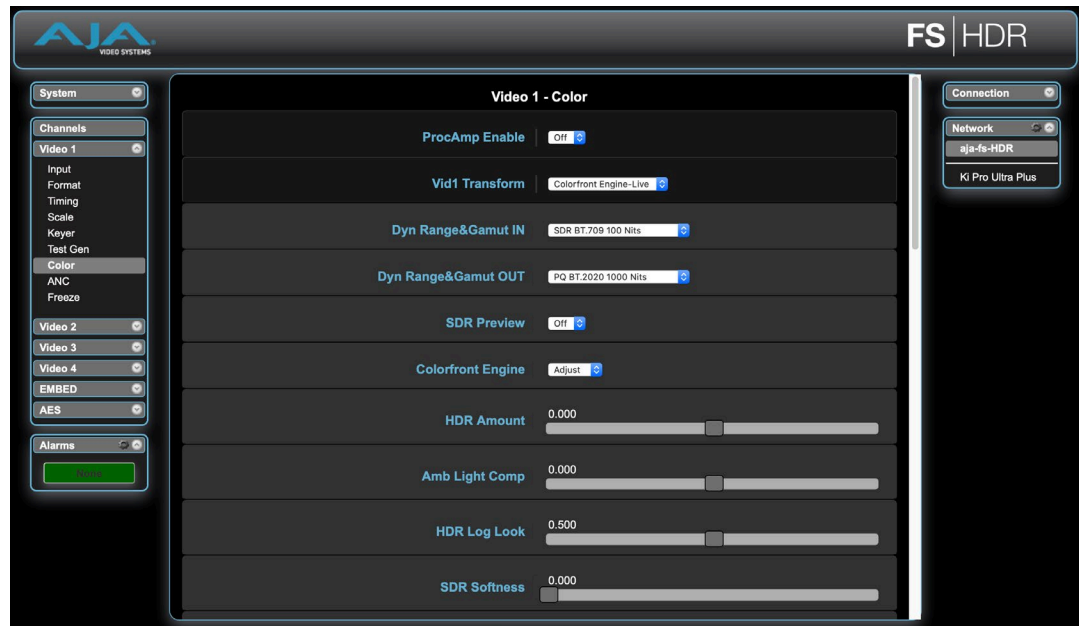 AJA
VIDEO SYSTEMS
FS HDR
System
Channels
Video 1
Input
Format
Timing
Scale
Keyer
Test Gen
Color
ANC
Freeze
Video 2
Video 3
Video 4
EMBED
AES
Alarms
None
Video 1 - Color
ProcAmp Enable Off
Vid1 Transform Colorfront Engine-Live
Dyn Range&Gamut IN SDR BT.709 100 Nits
Dyn Range&Gamut OUT PQ BT.2020 1000 Nits
SDR Preview Off
Colorfront Engine Adjust
HDR Amount 0.000
Amb Light Comp 0.000
HDR Log Look 0.500
SDR Softness 0.000
Connection
Network
aja-fs-HDR
Ki Pro Ultra Plus